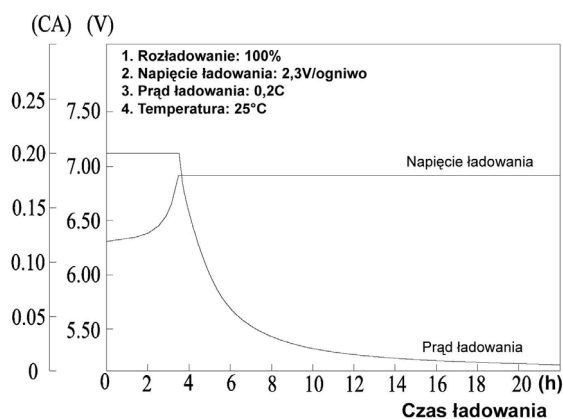 (CA) (V)
1. Rozładowanie: 100%
2. Napięcie ładowania: 2,3V/ogniwo
3. Prąd ładowania: 0,2C
4. Temperatura: 25°C
0.25
7.50
0.20
7.00
Napięcie ładowania
0.15
6.50
0.10
6.00
0.05
5.50
Prąd ładowania
0
0 2 4 6 8 10 12 14 16 18 20 (h)
Czas ładowania